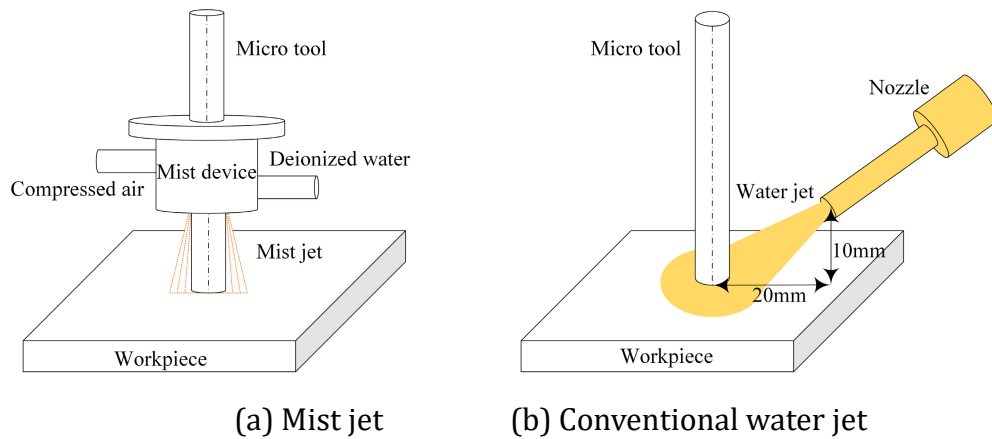 Micro tool
Mist device
Compressed air
Deionized water
Mist jet
Workpiece
Micro tool
Nozzle
Water jet
10mm
20mm
Workpiece
(a) Mist jet
(b) Conventional water jet